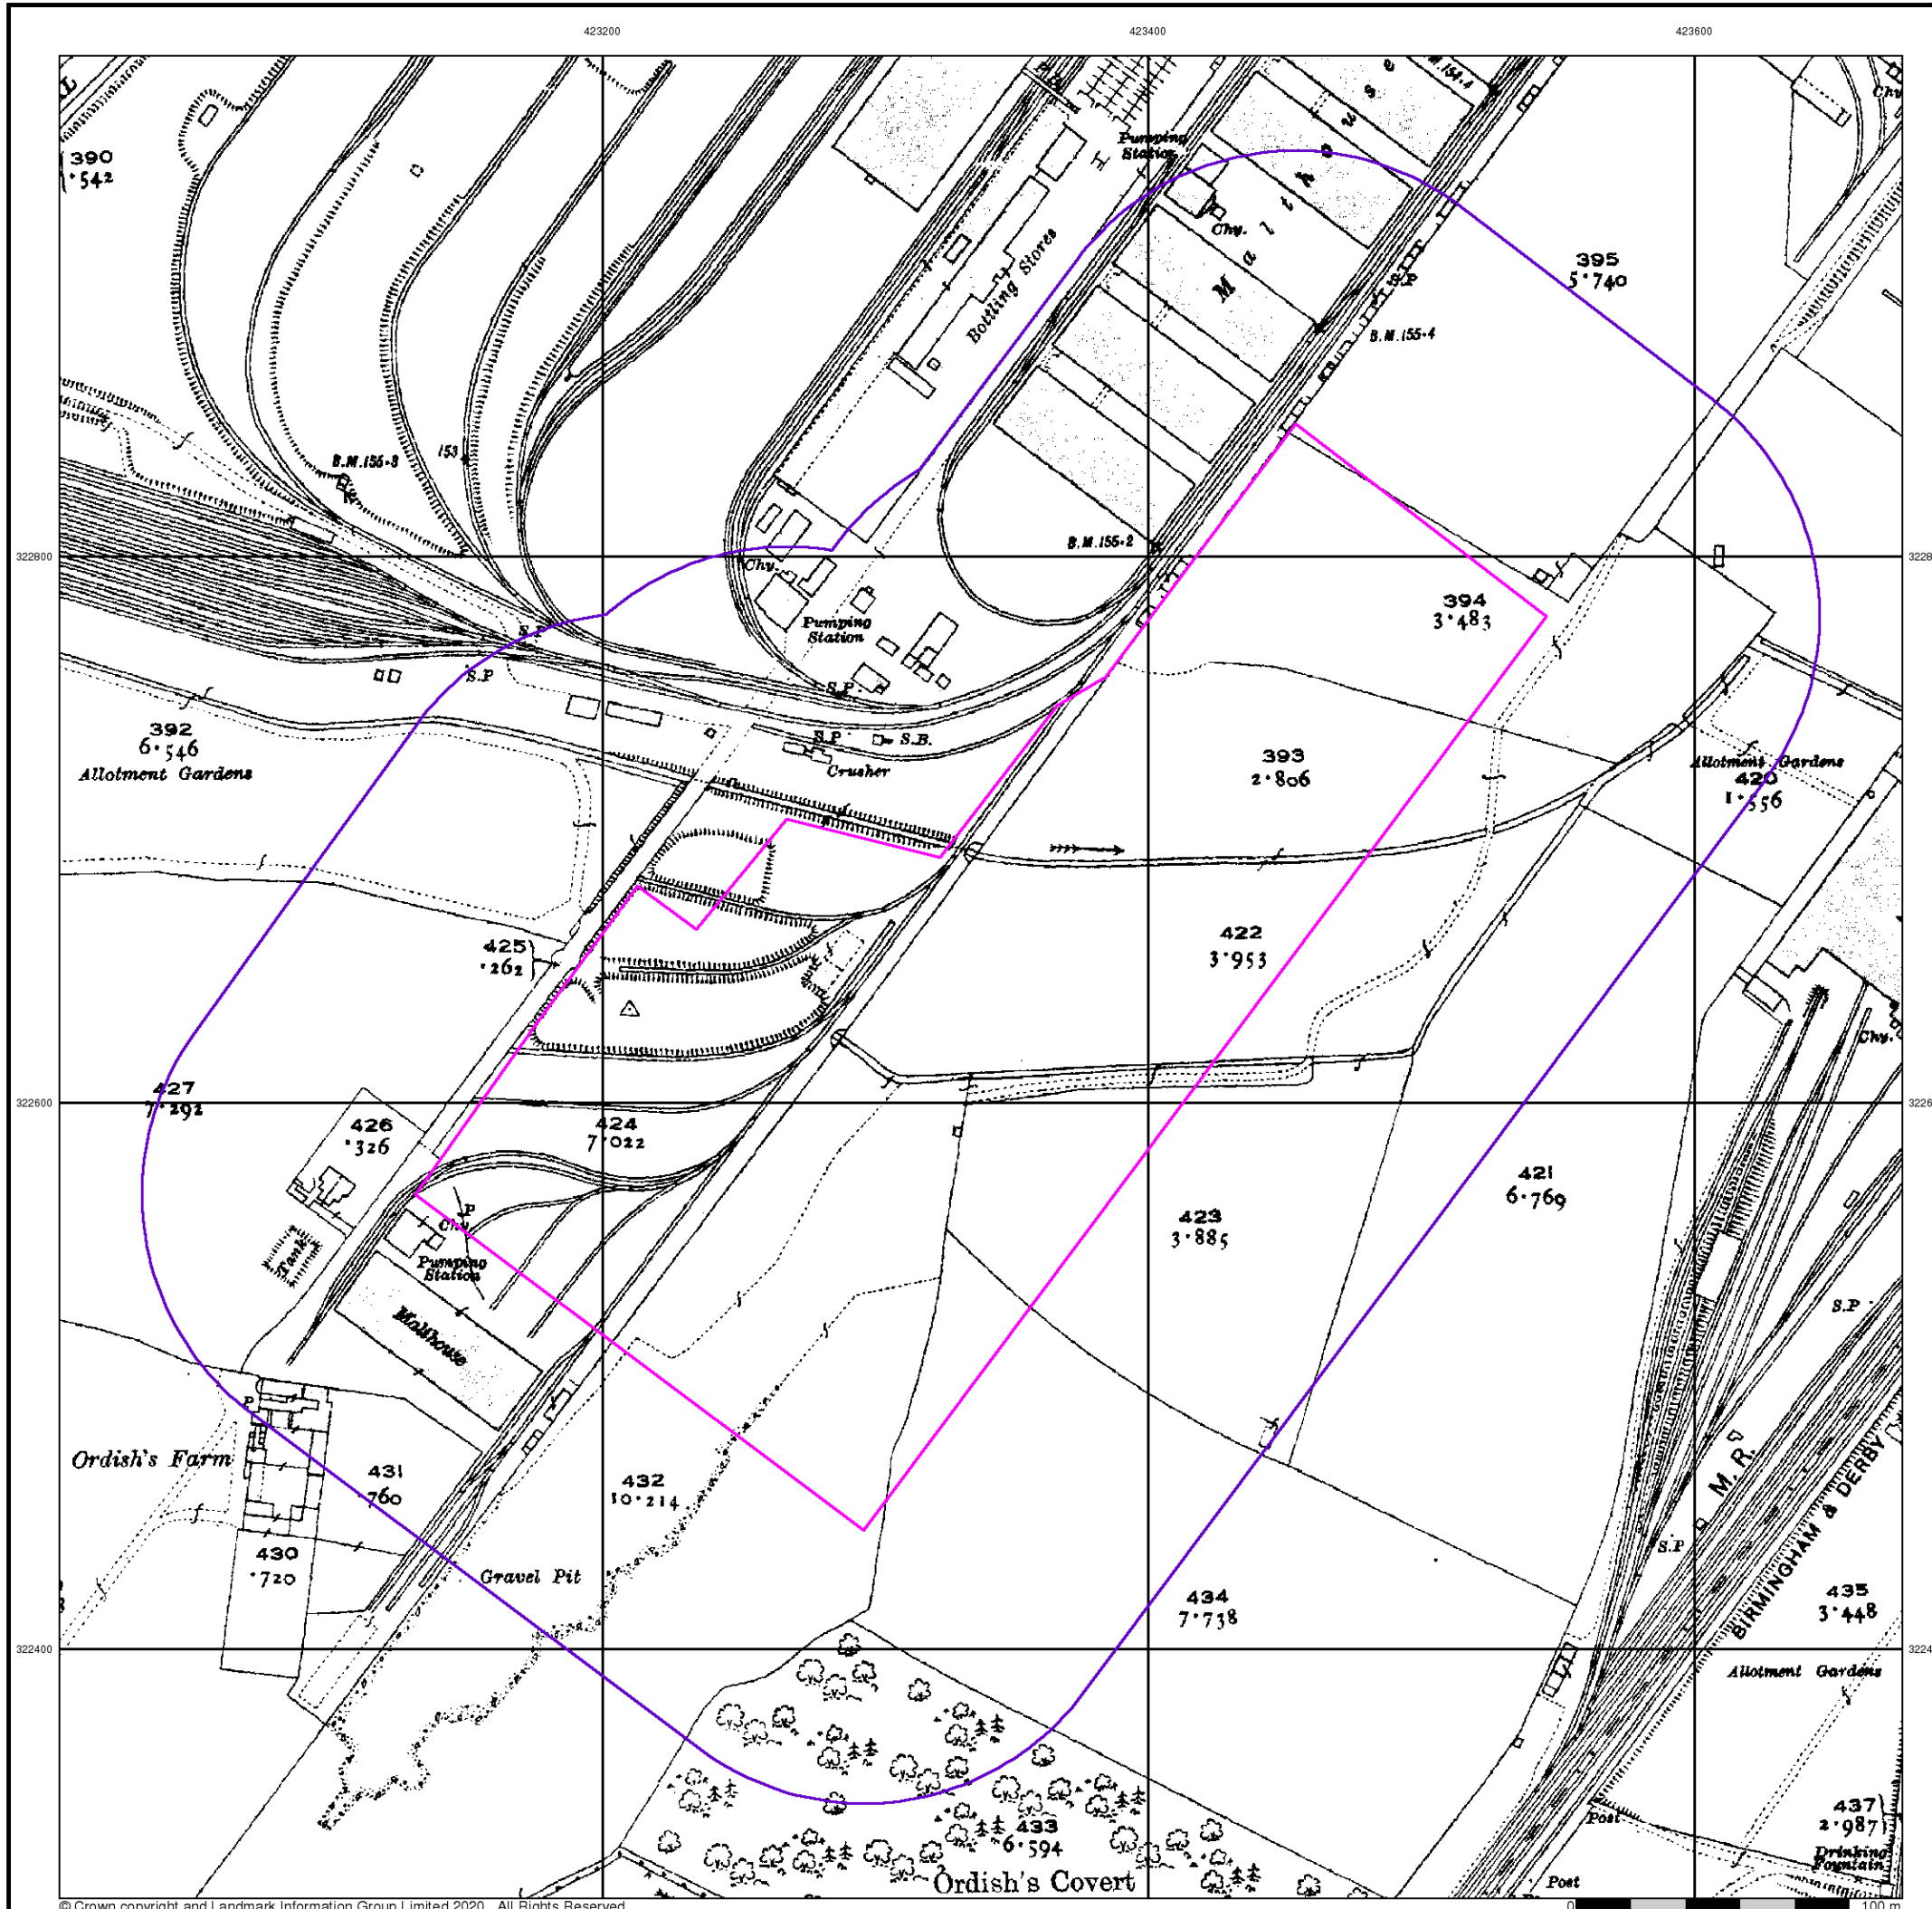 423200
423400
423600
390
.542
Pumping
Station
Chy.
Maltho
u
s
e
Bottling Stores
S.P
B.M.155.4
395
5.740
B.M.155.3
153
322800
B.M.155.2
Chy.
Pumping
Station
S.P
S.P
S.P
394
3.483
392
6.546
Allotment Gardens
S.P
S.B.
Crusher
393
2.806
Allotment Gardens
420
1.556
425
.262
422
3.953
Chy.
427
7.292
322600
426
.326
424
7.022
423
3.885
421
6.769
P
Chy.
Tank
Pumping
Station
Malthouse
S.P
P
Ordish's Farm
431
.760
432
10.214
M.R.
BIRMINGHAM & DERBY
S.P
430
.720
Gravel Pit
434
7.738
435
3.448
322400
Allotment Gardens
Post
437
2.987
Drinking
Fountain
433
6.594
Ordish's Covert
Post
© Crown copyright and Landmark Information Group Limited 2020. All Rights Reserved.
0
100 m